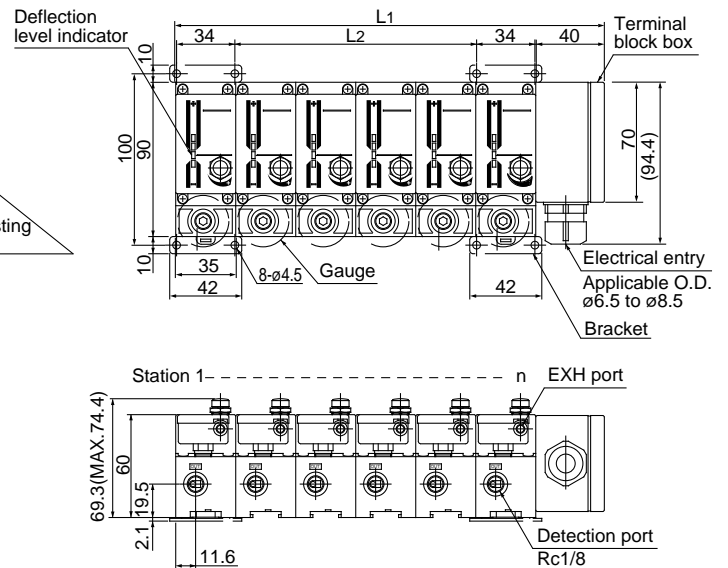 Deflection
level indicator
L1
34
L2
34
40
Terminal
block box
10
100
90
70
(94.4)
sting
10
35
42
8-ø4.5
Gauge
42
Electrical entry
Applicable O.D.
ø6.5 to ø8.5
Bracket
Station 1
n
EXH port
69.3(MAX.74.4)
60
19.5
2.1
11.6
Detection port
Rc1/8